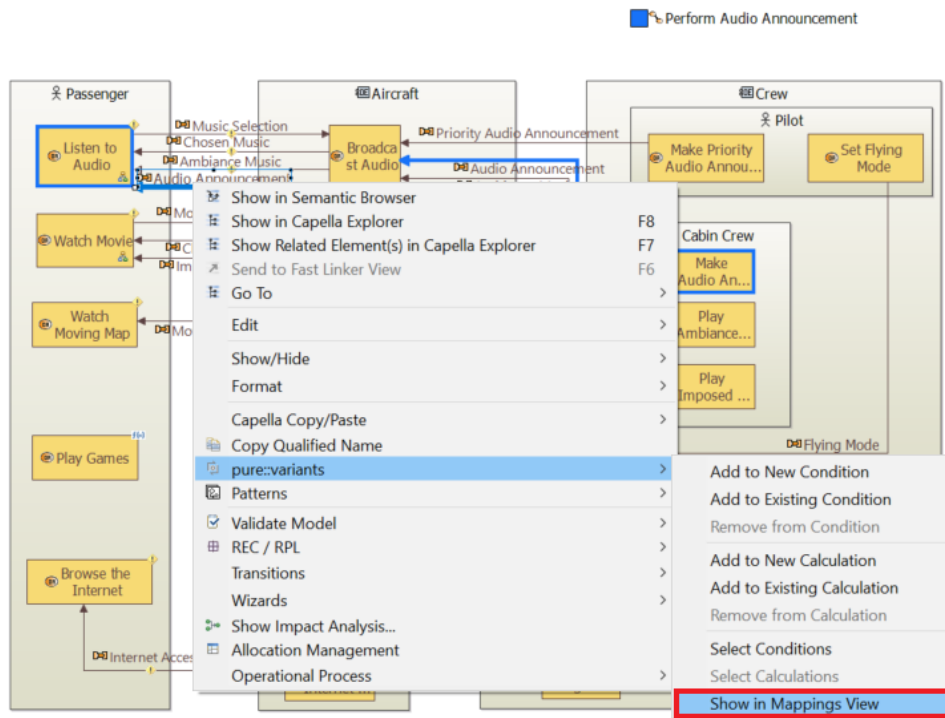 Perform Audio Announcement
Passenger
Aircraft
Crew
Pilot
Music Selection
Chosen Music
Ambiance Music
Audio Announcement
Listen to
Audio
Broadca
st Audio
Priority Audio Announcement
Audio Announcement
Make Priority
Audio Annou...
Set Flying
Mode
Watch Movie
Mo
C
Im
Watch
Moving Map
Mo
Play Games
Browse the
Internet
Internet Acces
Cabin Crew
Make
Audio An...
Play
Ambiance...
Play
Imposed ...
Flying Mode
Show in Semantic Browser
Show in Capella Explorer F8
Show Related Element(s) in Capella Explorer F7
Send to Fast Linker View F6
Go To
Edit
Show/Hide
Format
Capella Copy/Paste
Copy Qualified Name
pure::variants
Patterns
Validate Model
REC / RPL
Transitions
Wizards
Show Impact Analysis...
Allocation Management
Operational Process
Add to New Condition
Add to Existing Condition
Remove from Condition
Add to New Calculation
Add to Existing Calculation
Remove from Calculation
Select Conditions
Select Calculations
Show in Mappings View